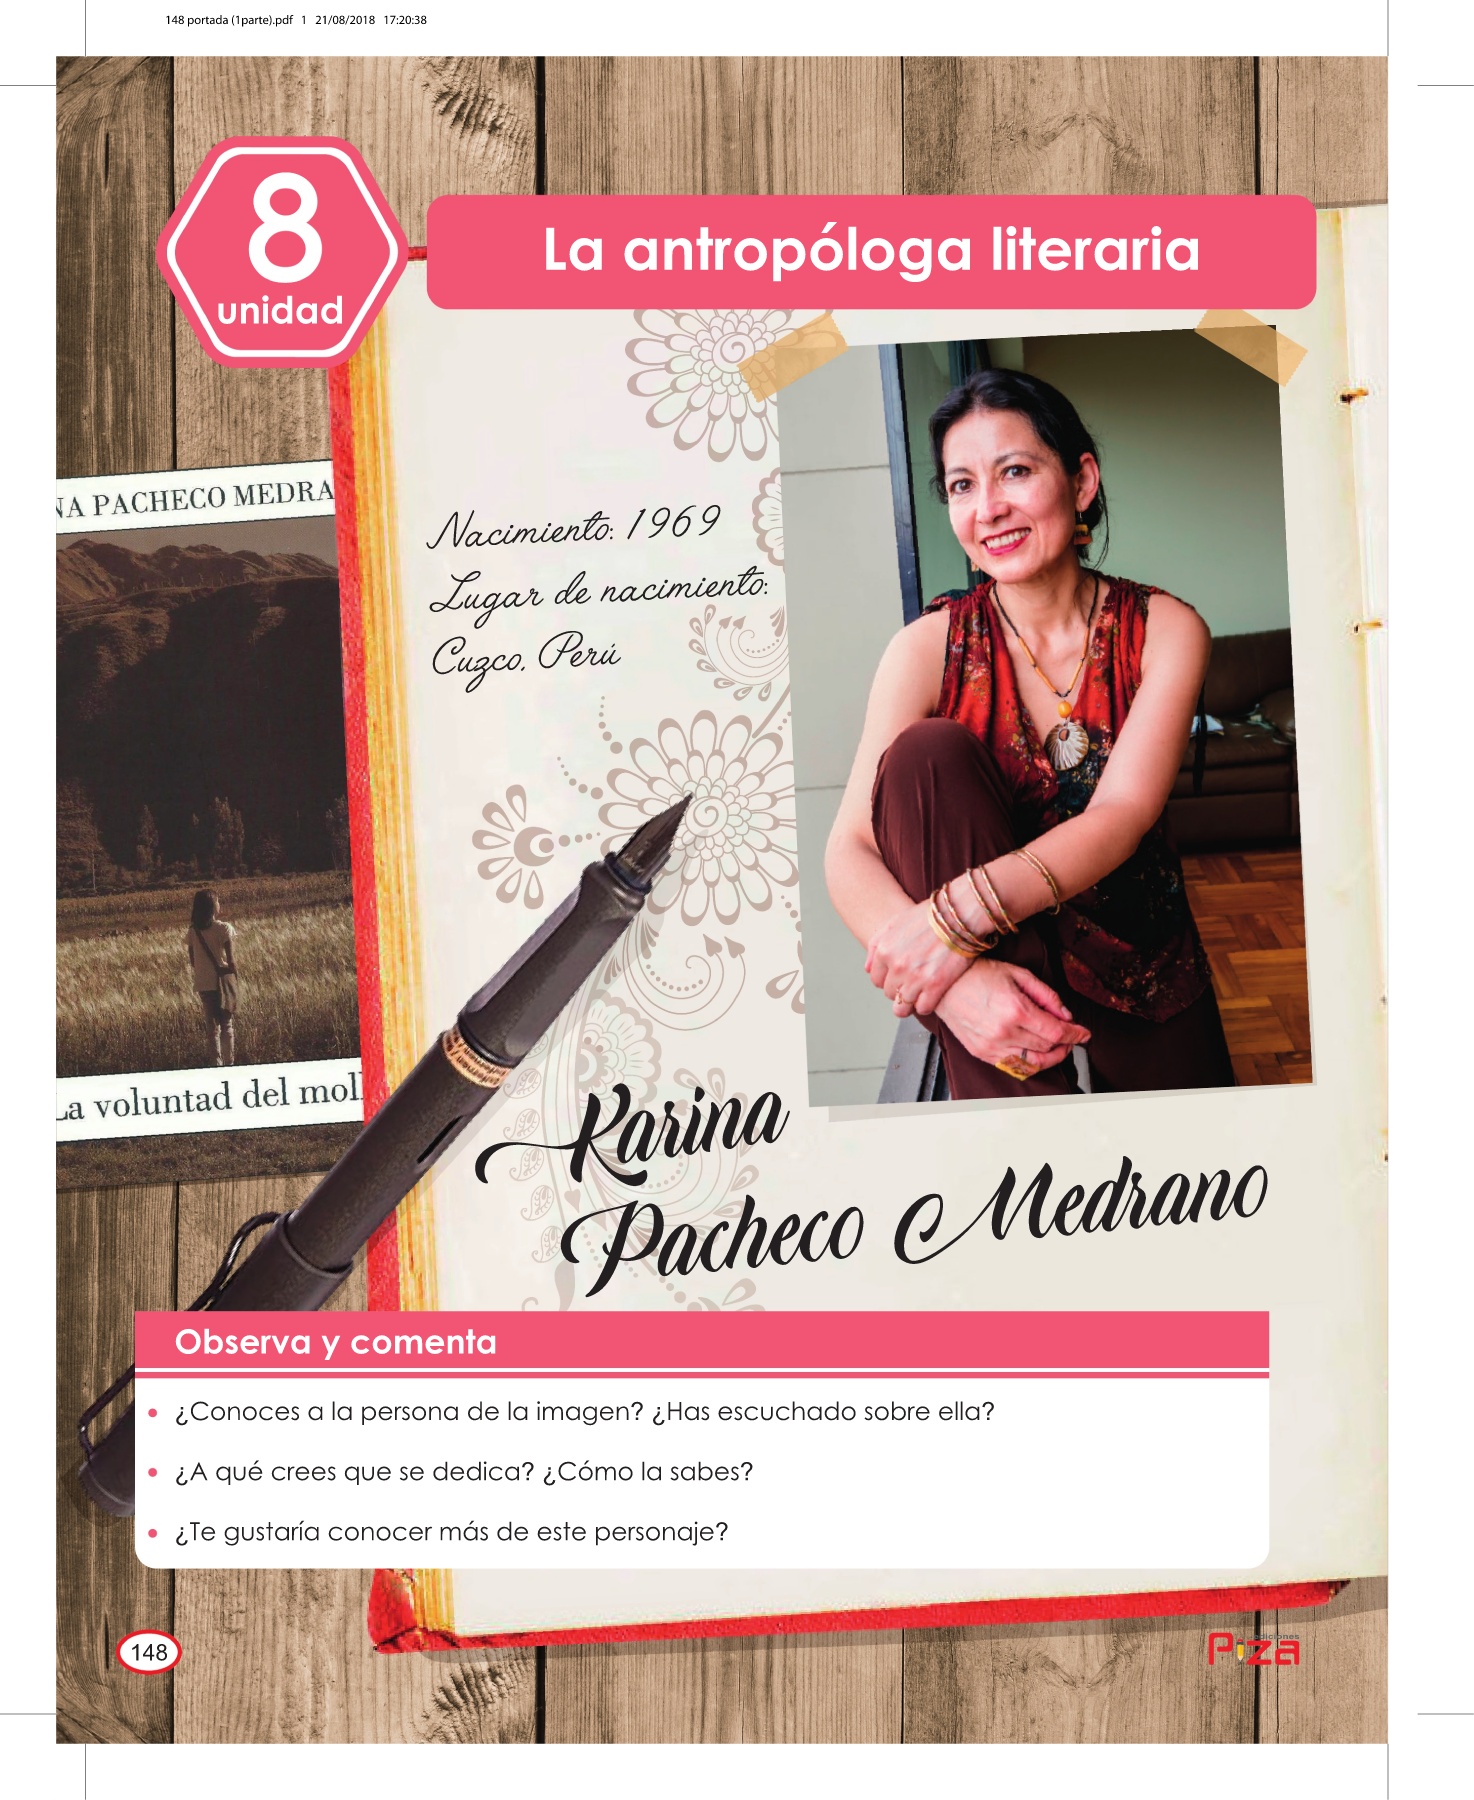 148 portada (1parte).pdf 1 21/08/2018 17:20:38
8
unidad
La antropóloga literaria
NA PACHECO MEDRA
Nacimiento: 1969
Lugar de nacimiento:
Cuzco, Perú
La voluntad del mol
Karina
Pacheco Medrano
Observa y comenta
• ¿Conoces a la persona de la imagen? ¿Has escuchado sobre ella?
• ¿A qué crees que se dedica? ¿Cómo la sabes?
• ¿Te gustaría conocer más de este personaje?
148
ediciones
Piza